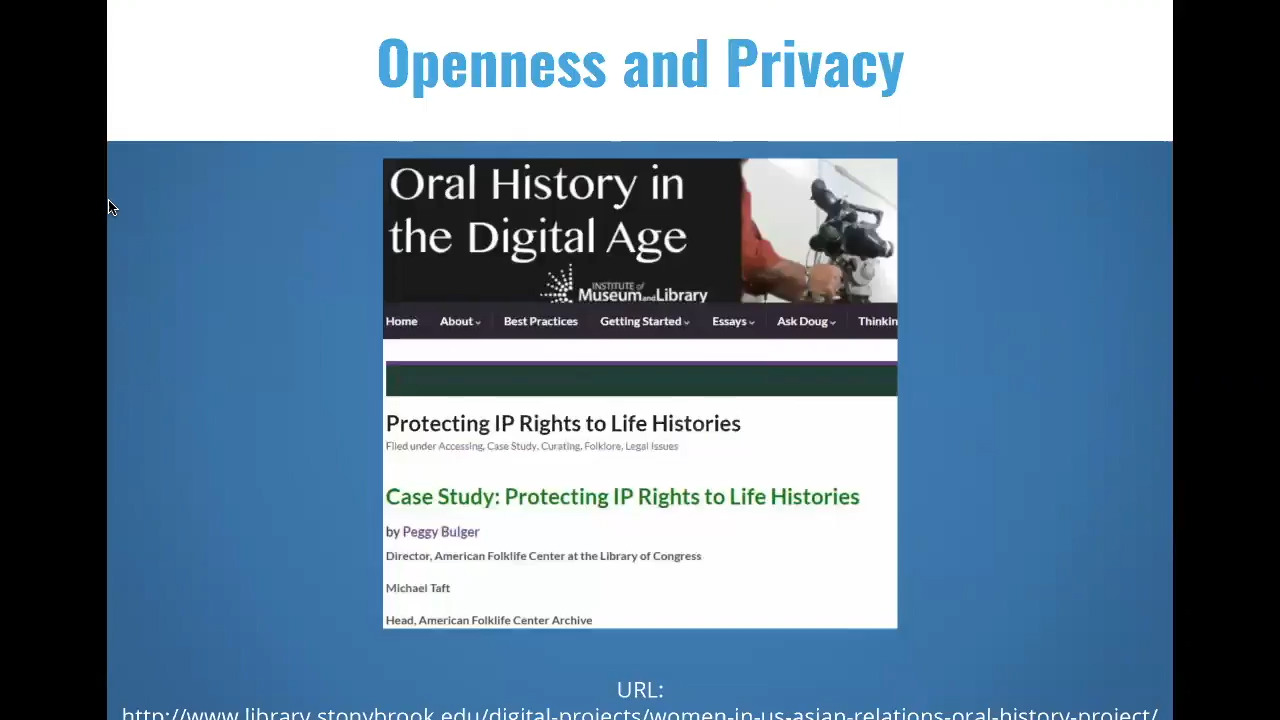 Openness and Privacy
Oral History in
the Digital Age
INSTITUTE of
Museum and Library
Home About Best Practices Getting Started Essays Ask Doug Thinkin
Protecting IP Rights to Life Histories
Filed under Accessing, Case Study, Curating, Folklore, Legal Issues
Case Study: Protecting IP Rights to Life Histories
by Peggy Bulger
Director, American Folklife Center at the Library of Congress
Michael Taft
Head, American Folklife Center Archive
URL:
http://www.library.stonybrook.edu/digital-projects/women-in-us-asian-relations-oral-history-project/